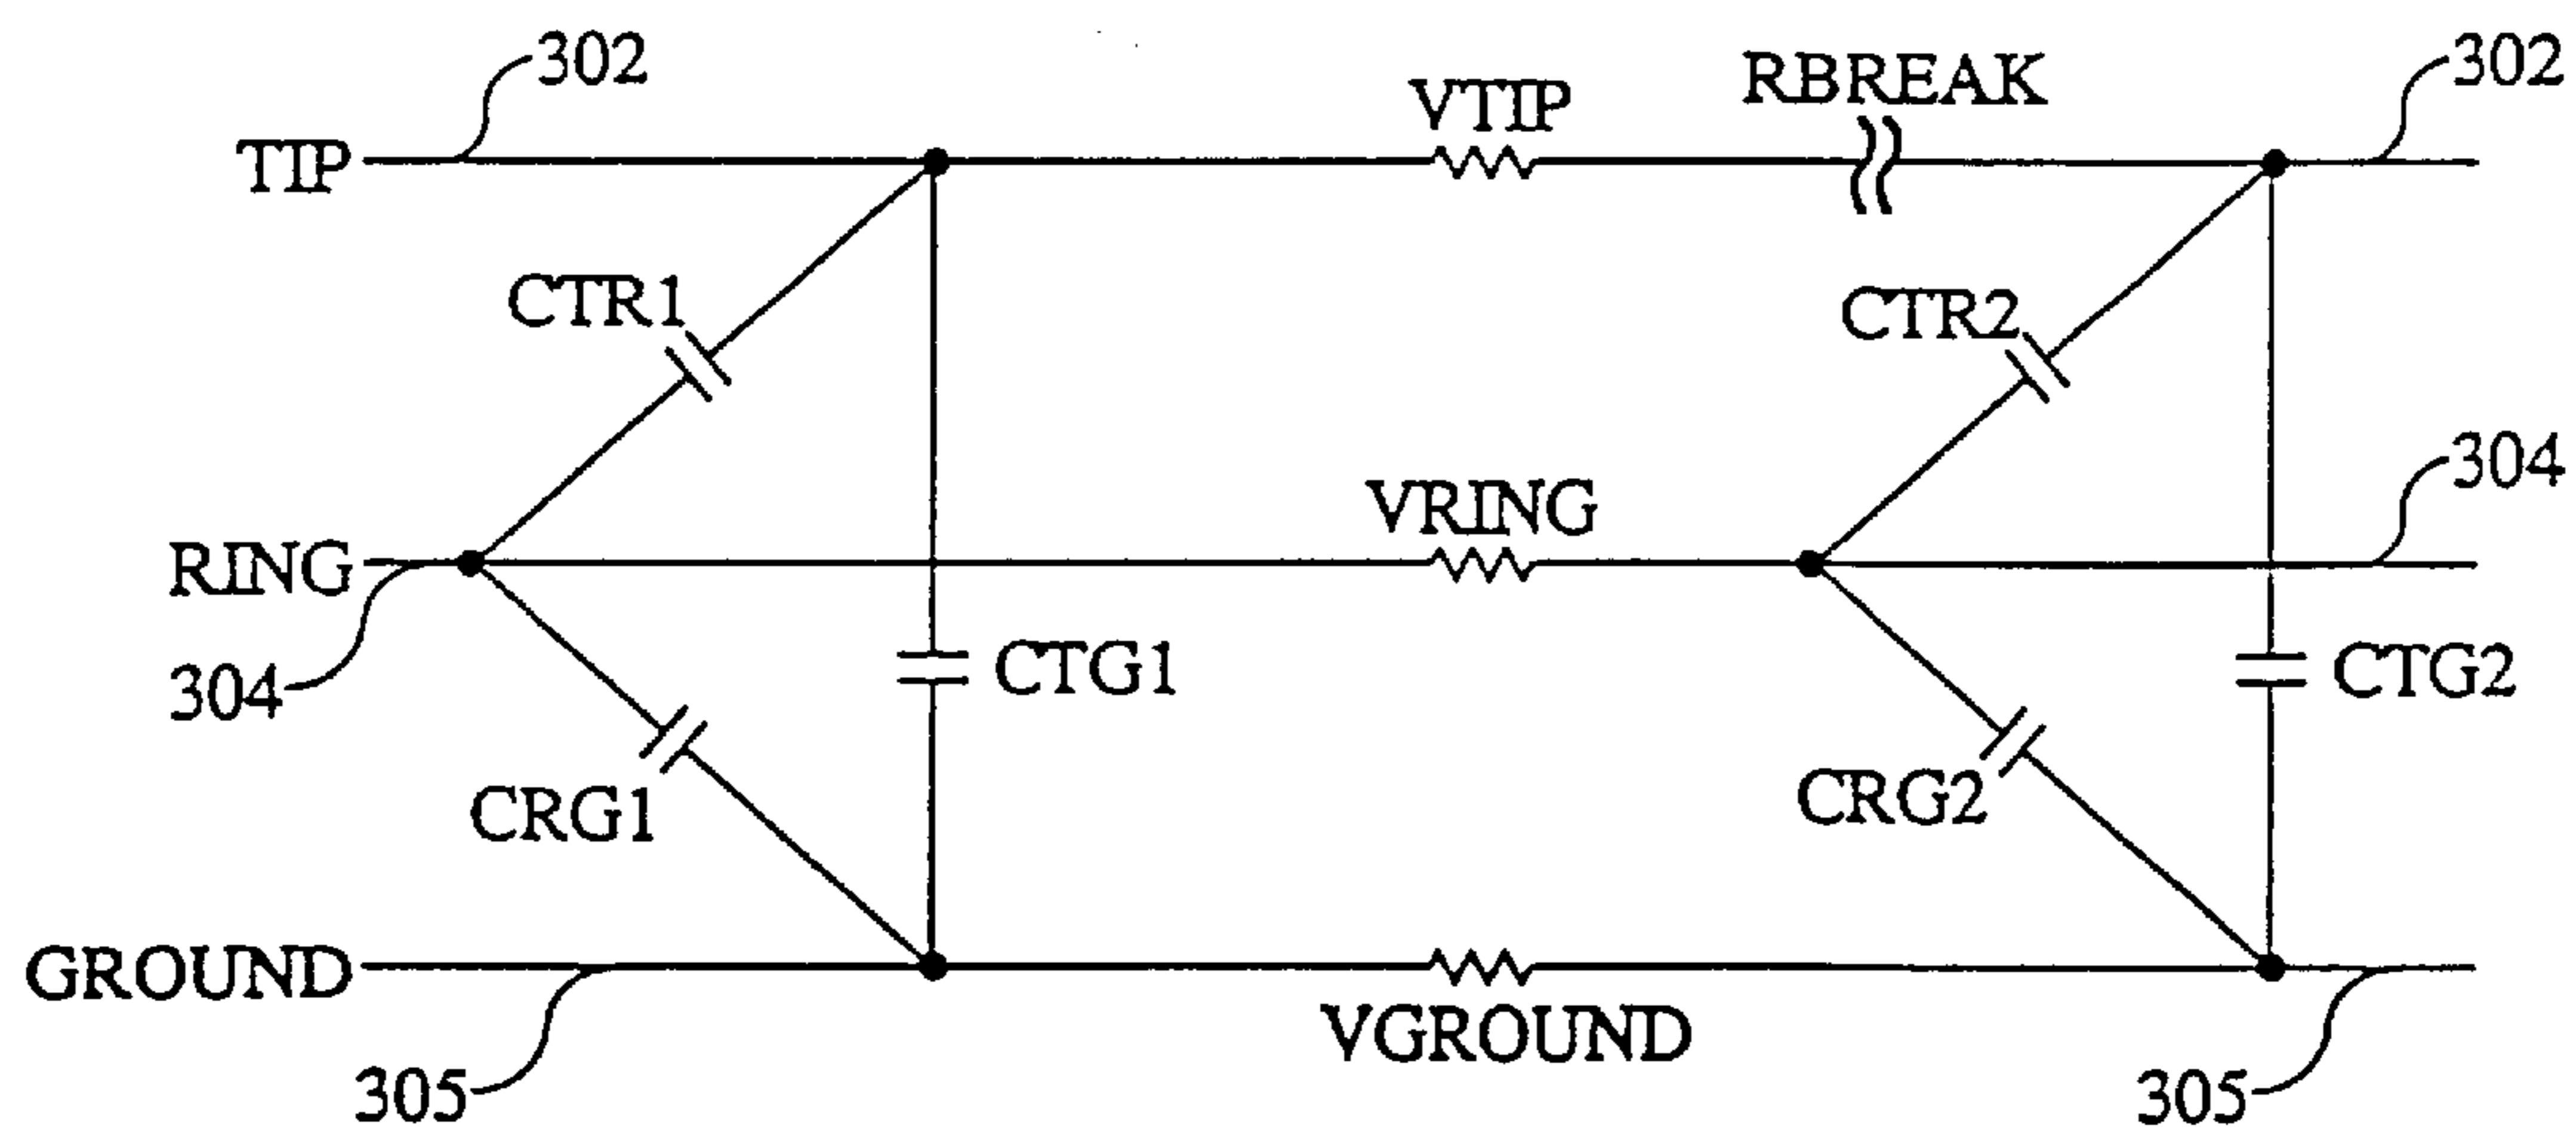 302
302
VTIP
RBREAK
TIP
CTR1
CTR2
304
VRING
RING
304
CTG1
CTG2
CRG1
CRG2
GROUND
VGROUND
305
305